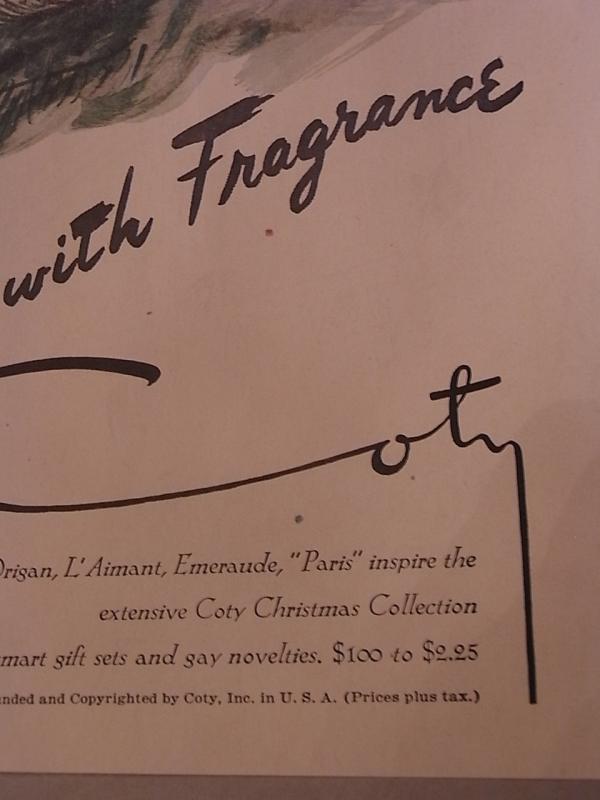 with Fragrance
Coty
Origan, L'Aimant, Emeraude, "Paris" inspire the
extensive Coty Christmas Collection
mart gift sets and gay novelties. $100 to $2.25
nded and Copyrighted by Coty, Inc. in U. S. A. (Prices plus tax.)